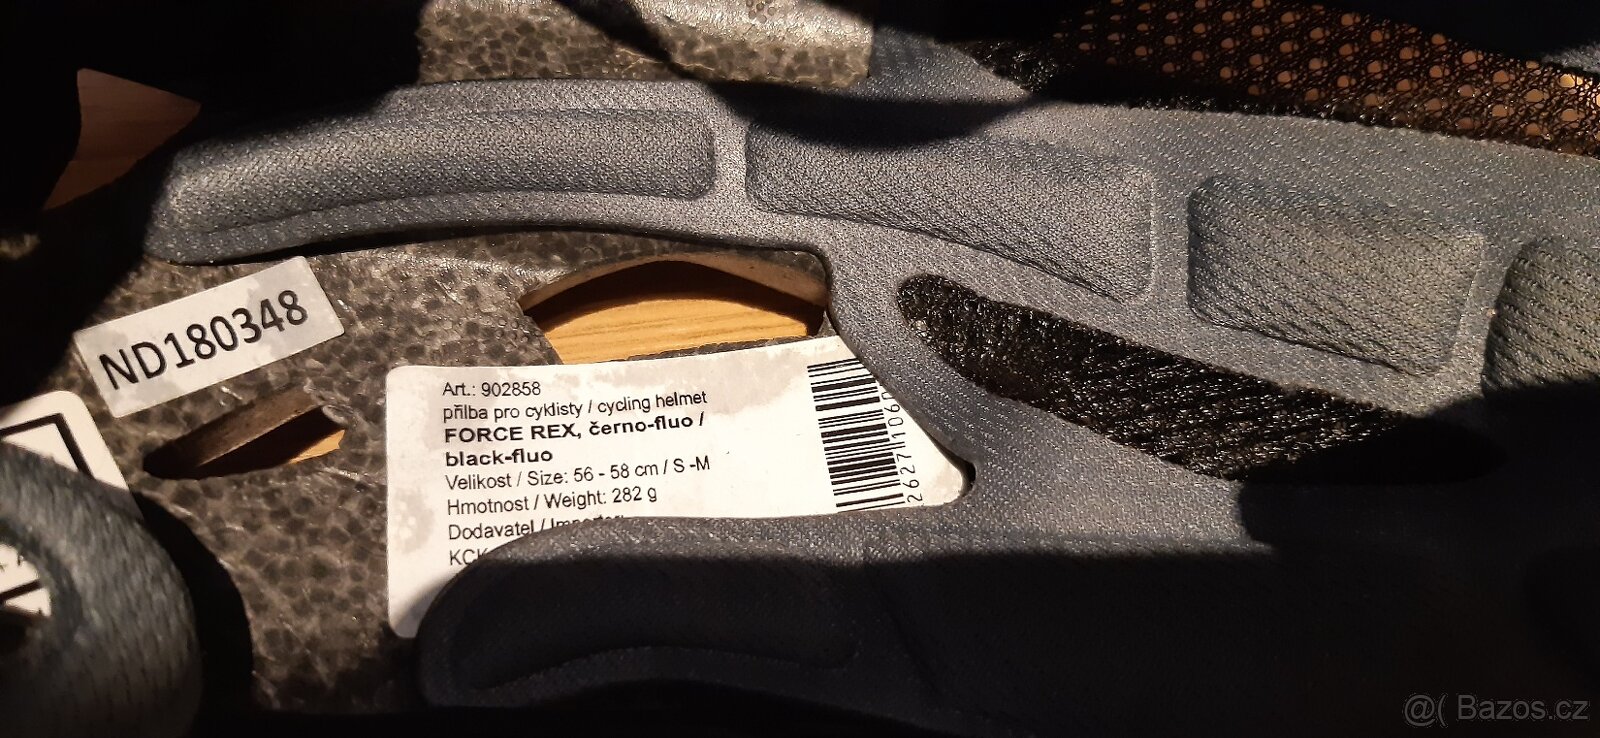 ND180348
Art.: 902858
přilba pro cyklisty / cycling helmet
FORCE REX, černo-fluo /
black-fluo
Velikost / Size: 56 - 58 cm / S -M
Hmotnost / Weight: 282 g
Dodavatel / Importer:
KCK
@( Bazos.cz